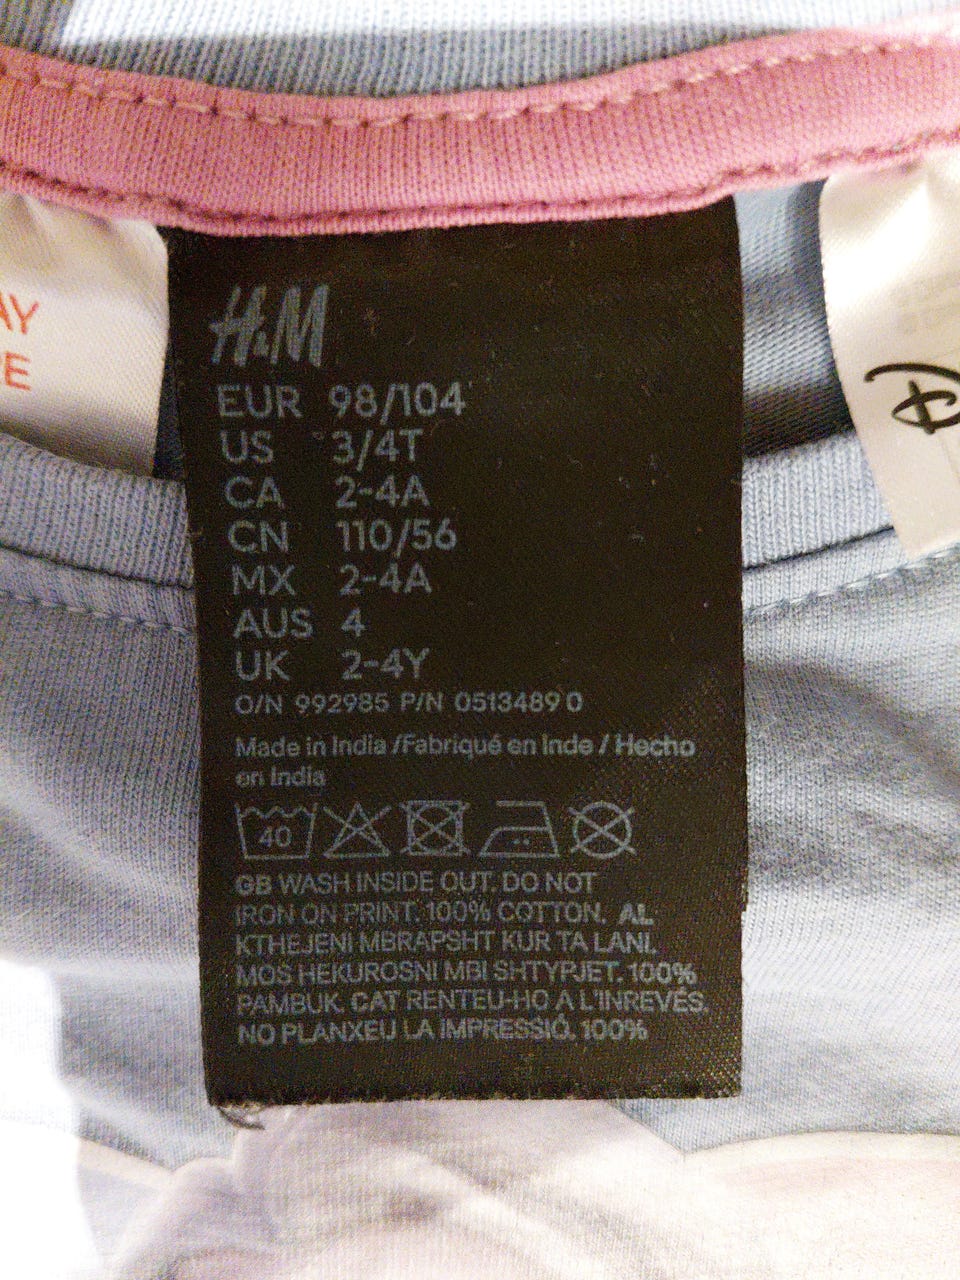 H&M
EUR 98/104
US 3/4T
CA 2-4A
CN 110/56
MX 2-4A
AUS 4
UK 2-4Y
O/N 992985 P/N 0513489 0
Made in India /Fabriqué en Inde / Hecho
en India
40
GB WASH INSIDE OUT. DO NOT
IRON ON PRINT. 100% COTTON. AL
KTHEJENI MBRAPSHT KUR TA LANI.
MOS HEKUROSNI MBI SHTYPJET. 100%
PAMBUK. CAT RENTEU-HO A L'INREVÉS.
NO PLANXEU LA IMPRESSIÓ. 100%